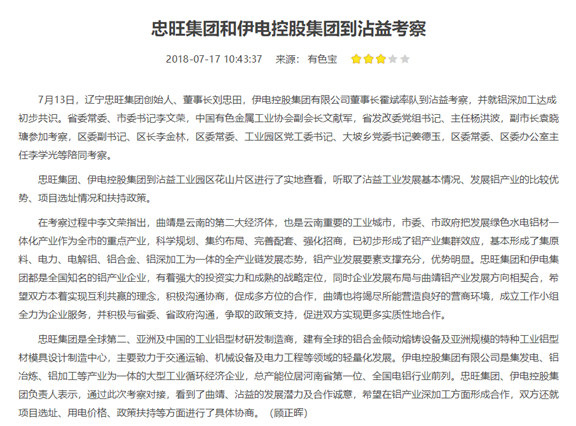 忠旺集团和伊电控股集团到沾益考察
2018-07-17 10:43:37 来源： 有色宝
7月13日，辽宁忠旺集团创始人、董事长刘忠田，伊电控股集团有限公司董事长霍斌率队到沾益考察，并就铝深加工达成
初步共识。省委常委、市委书记李文荣，中国有色金属工业协会副会长文献军，省发改委党组书记、主任杨洪波，副市长袁晓
瑭参加考察，区委副书记、区长李金林，区委常委、工业园区党工委书记、大坡乡党委书记姜德玉，区委常委、区委办公室主
任李学光等陪同考察。
忠旺集团、伊电控股集团到沾益工业园区花山片区进行了实地查看，听取了沾益工业发展基本情况、发展铝产业的比较优
势、项目选址情况和扶持政策。
在考察过程中李文荣指出，曲靖是云南的第二大经济体，也是云南重要的工业城市，市委、市政府把发展绿色水电铝材一
体化产业作为全市的重点产业，科学规划、集约布局、完善配套、强化招商，已初步形成了铝产业集群效应，基本形成了集原
料、电力、电解铝、铝合金、铝深加工为一体的全产业链发展态势，铝产业发展要素支撑充分，优势明显。忠旺集团和伊电集
团都是全国知名的铝产业企业，有着强大的投资实力和成熟的战略定位，同时企业发展布局与曲靖铝产业发展方向相契合，希
望双方本着实现互利共赢的理念，积极沟通协商，促成多方位的合作，曲靖也将竭尽所能营造良好的营商环境，成立工作小组
全力为企业服务，并积极与省委、省政府沟通，争取的政策支持，促进双方实现更多实质性地合作。
忠旺集团是全球第二、亚洲及中国的工业铝型材研发制造商，建有全球的铝合金倾动熔铸设备及亚洲规模的特种工业铝型
材模具设计制造中心，主要致力于交通运输、机械设备及电力工程等领域的轻量化发展。伊电控股集团有限公司是集发电、铝
冶炼、铝加工等产业为一体的大型工业循环经济企业，总产能位居河南省第一位、全国电铝行业前列。忠旺集团、伊电控股集
团负责人表示，通过此次考察对接，看到了曲靖、沾益的发展潜力及合作诚意，希望在铝产业深加工方面形成合作，双方还就
项目选址、用电价格、政策扶持等方面进行了具体协商。（顾正晖）